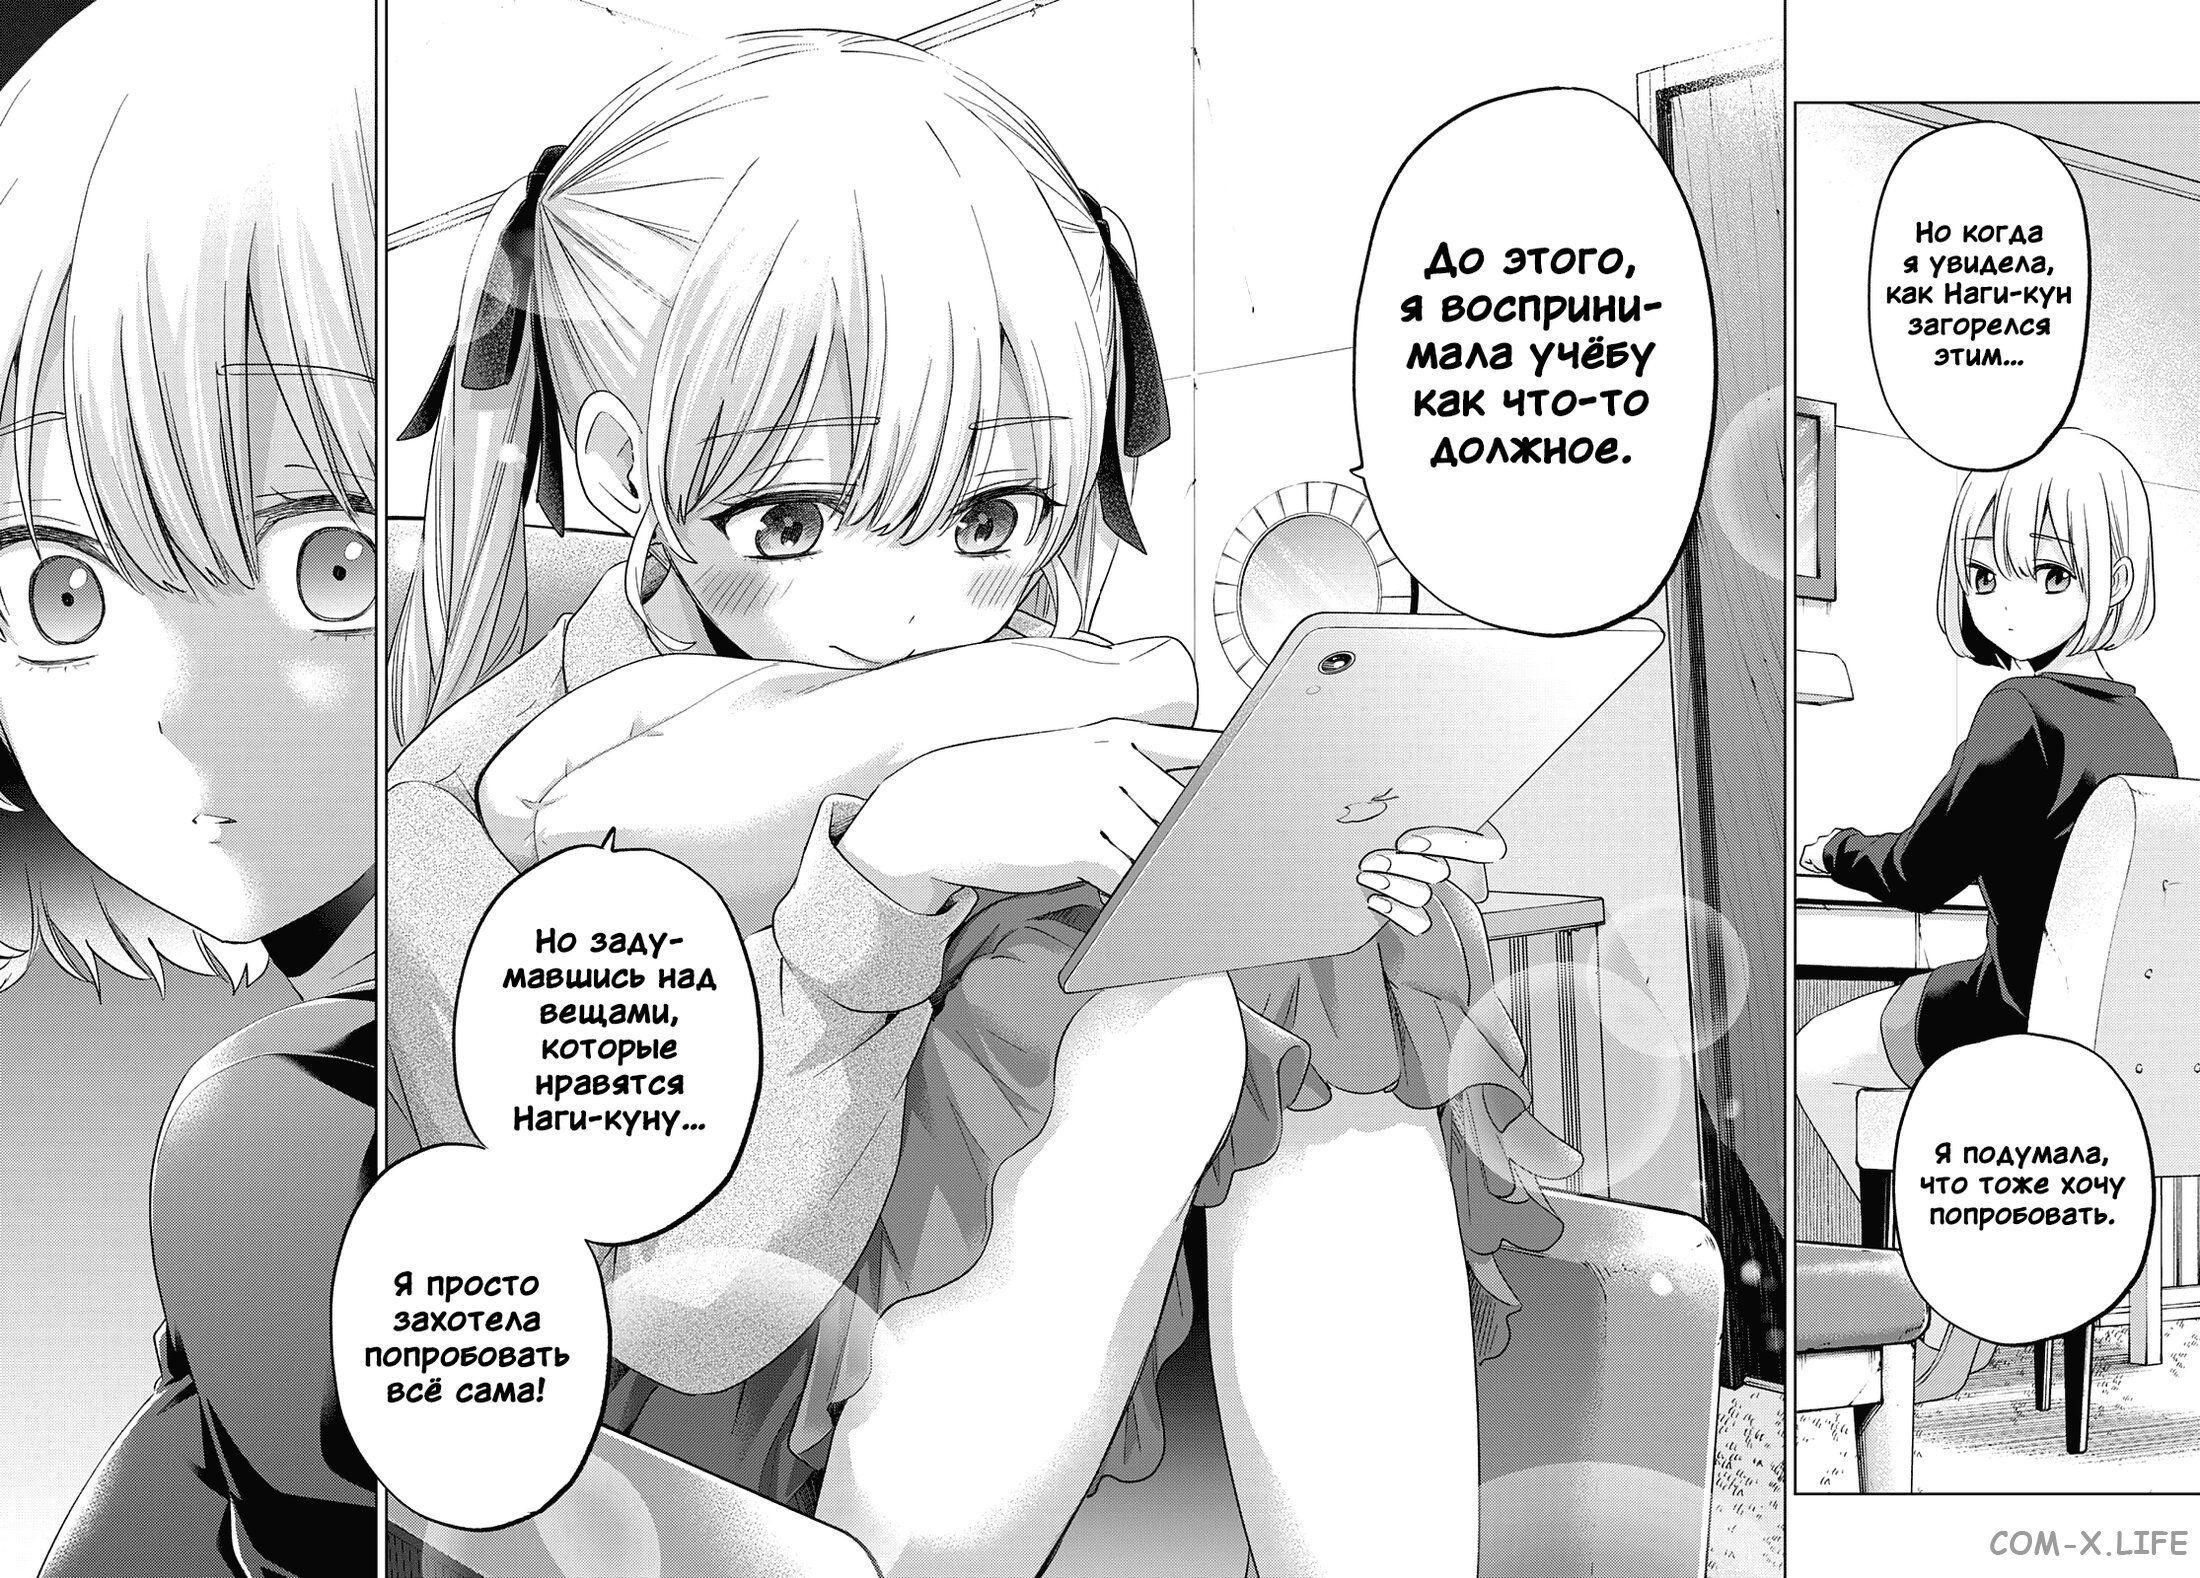 Но когда
я увидела,
как Наги-кун
загорелся
этим...
Я подумала,
что тоже хочу
попробовать.
До этого,
я восприни-
мала учёбу
как что-то
должное.
Но заду-
мавшись над
вещами,
которые
нравятся
Наги-куну...
Я просто
захотела
попробовать
всё сама!
COM-X.LIFE